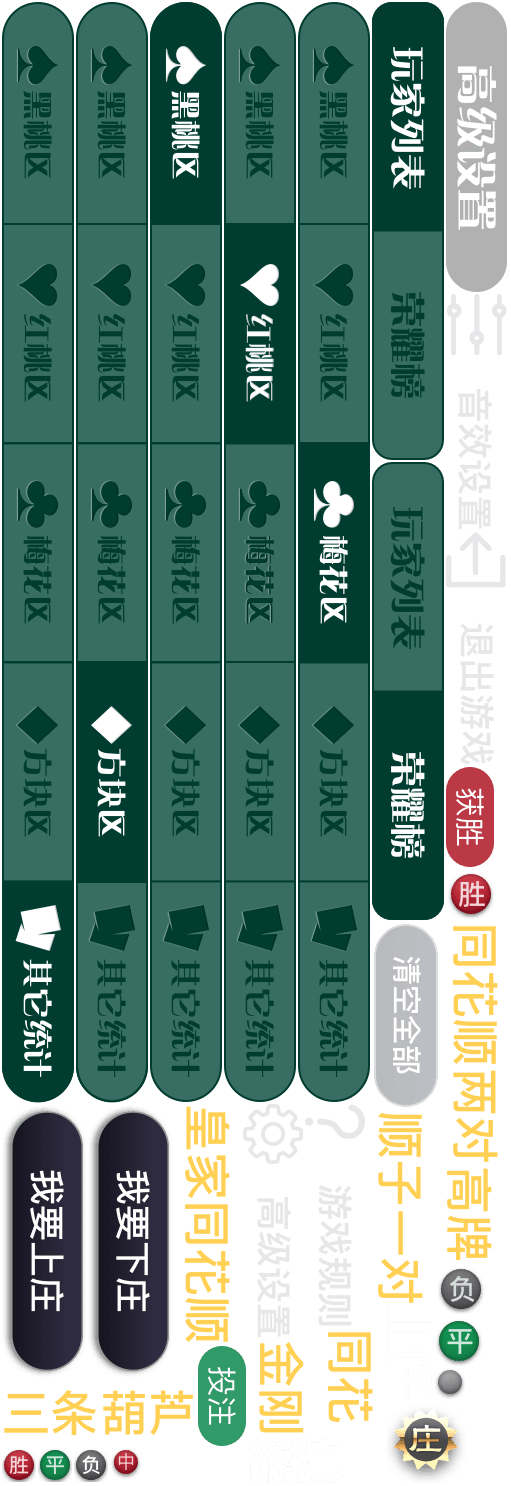 高级设置
音效设置
退出游戏
获胜
胜
同花顺两对高牌
负
平
庄
玩家列表
荣耀榜
玩家列表
荣耀榜
清空全部
顺子一对
黑桃区
红桃区
梅花区
方块区
其它统计
游戏规则
同花
黑桃区
红桃区
梅花区
方块区
其它统计
高级设置
金刚
黑桃区
红桃区
梅花区
方块区
其它统计
皇家同花顺
投注
黑桃区
红桃区
梅花区
方块区
其它统计
我要下庄
黑桃区
红桃区
梅花区
方块区
其它统计
我要上庄
三条葫芦
胜
平
负
中